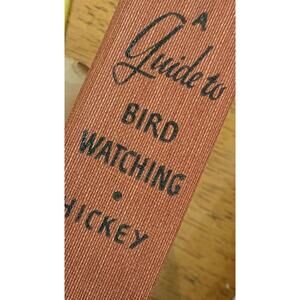 A
Guide to
BIRD
WATCHING
•
HICKEY